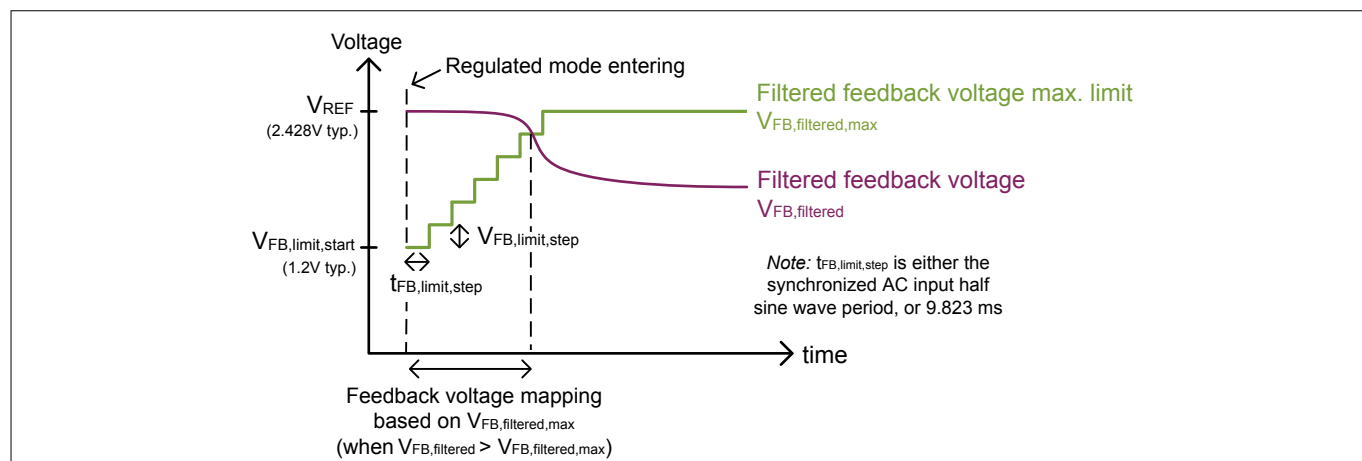 Voltage
Regulated mode entering
VREF
(2.428V typ.)
Filtered feedback voltage max. limit
VFB,filtered,max
Filtered feedback voltage
VFB,filtered
VFB,limit,start
(1.2V typ.)
VFB,limit,step
tFB,limit,step
Note: tFB,limit,step is either the
synchronized AC input half
sine wave period, or 9.823 ms
time
Feedback voltage mapping
based on VFB,filtered,max
(when VFB,filtered > VFB,filtered,max)